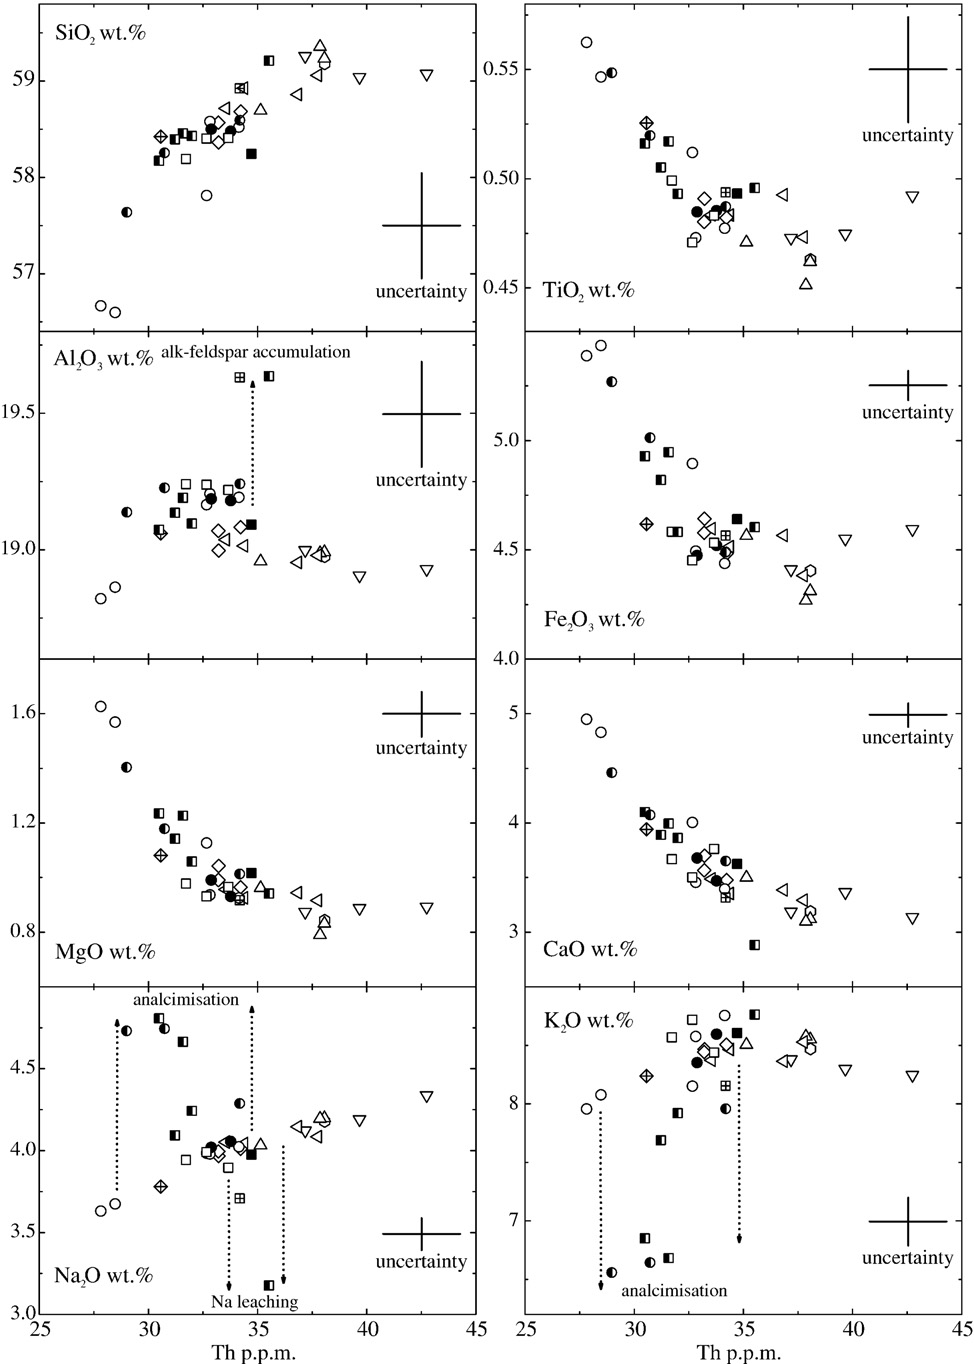 SiO2 wt.%
59
58
57
uncertainty
TiO2 wt.%
0.55
0.50
0.45
uncertainty
Al2O3 wt.%
alk-feldspar accumulation
19.5
19.0
uncertainty
Fe2O3 wt.%
5.0
4.5
4.0
uncertainty
MgO wt.%
1.6
1.2
0.8
uncertainty
CaO wt.%
5
4
3
uncertainty
Na2O wt.%
analcimisation
4.5
4.0
3.5
3.0
uncertainty
Na leaching
25 30 35 40 45
Th p.p.m.
K2O wt.%
8
7
uncertainty
analcimisation
25 30 35 40 45
Th p.p.m.